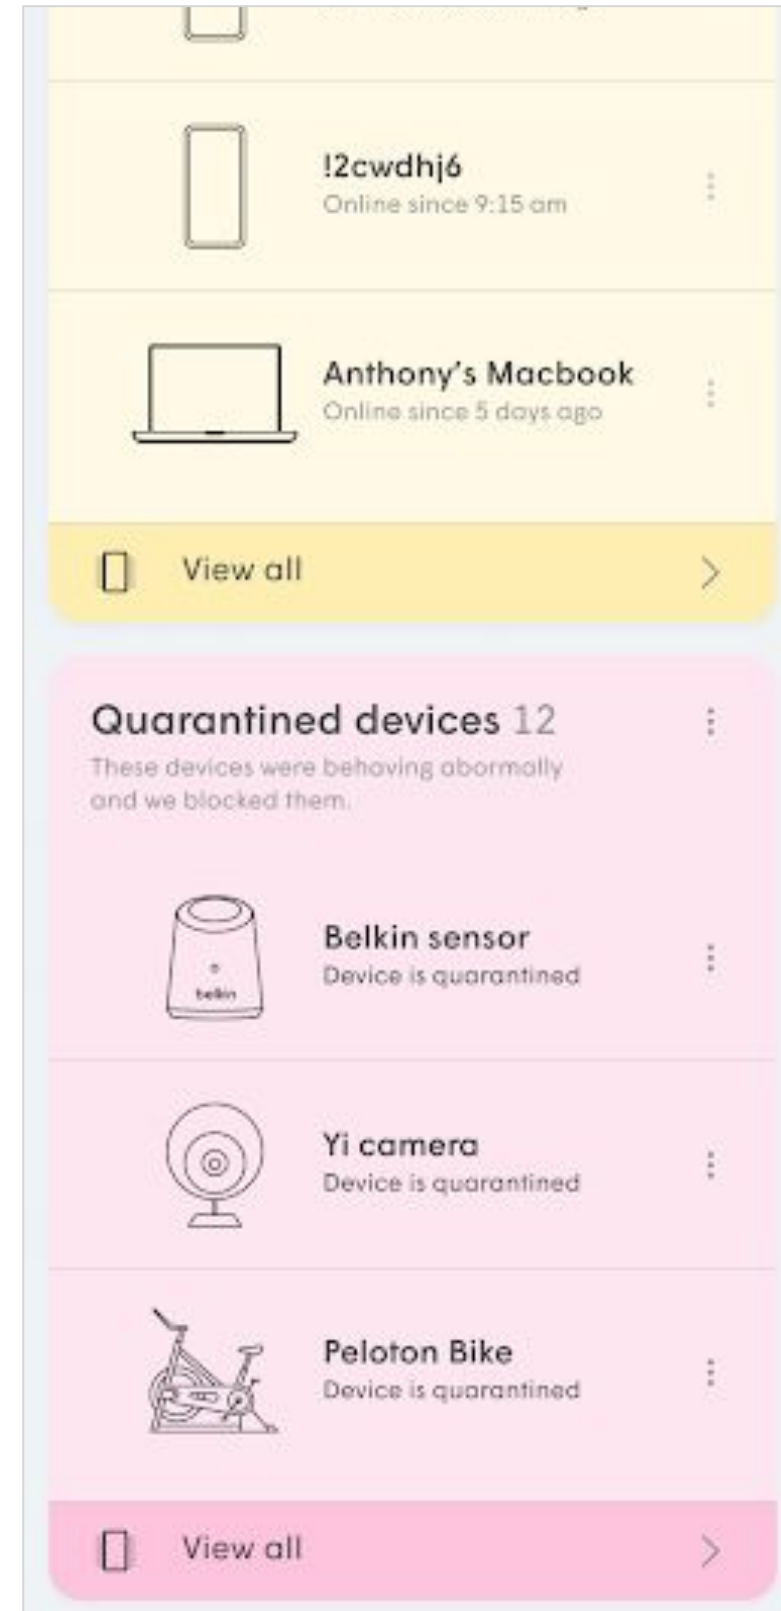 !2cwdhj6
Online since 9:15 am
Anthony's Macbook
Online since 5 days ago
View all
Quarantined devices 12
These devices were behaving abormally
and we blocked them.
belkin
Belkin sensor
Device is quarantined
Yi camera
Device is quarantined
Peloton Bike
Device is quarantined
View all